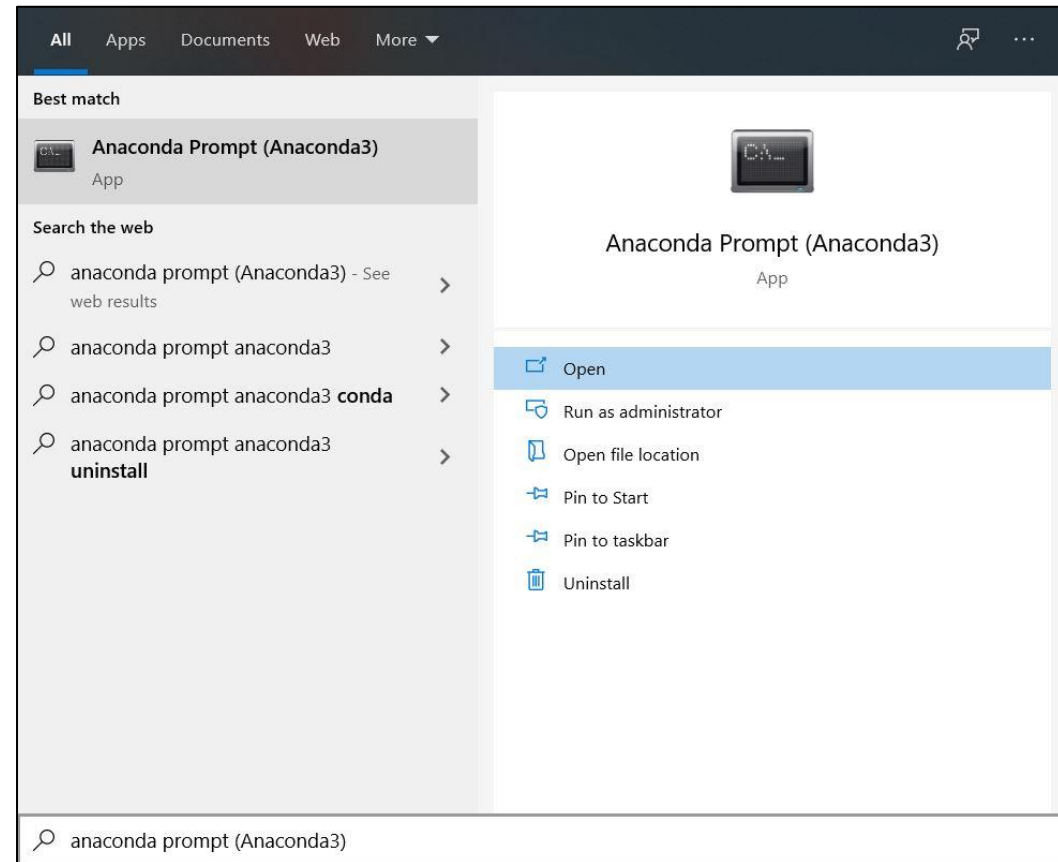 All Apps Documents Web More
Best match
Anaconda Prompt (Anaconda3)
App
Search the web
anaconda prompt (Anaconda3) - See
web results
anaconda prompt anaconda3
anaconda prompt anaconda3 conda
anaconda prompt anaconda3
uninstall
C:\_
Anaconda Prompt (Anaconda3)
App
Open
Run as administrator
Open file location
Pin to Start
Pin to taskbar
Uninstall
anaconda prompt (Anaconda3)